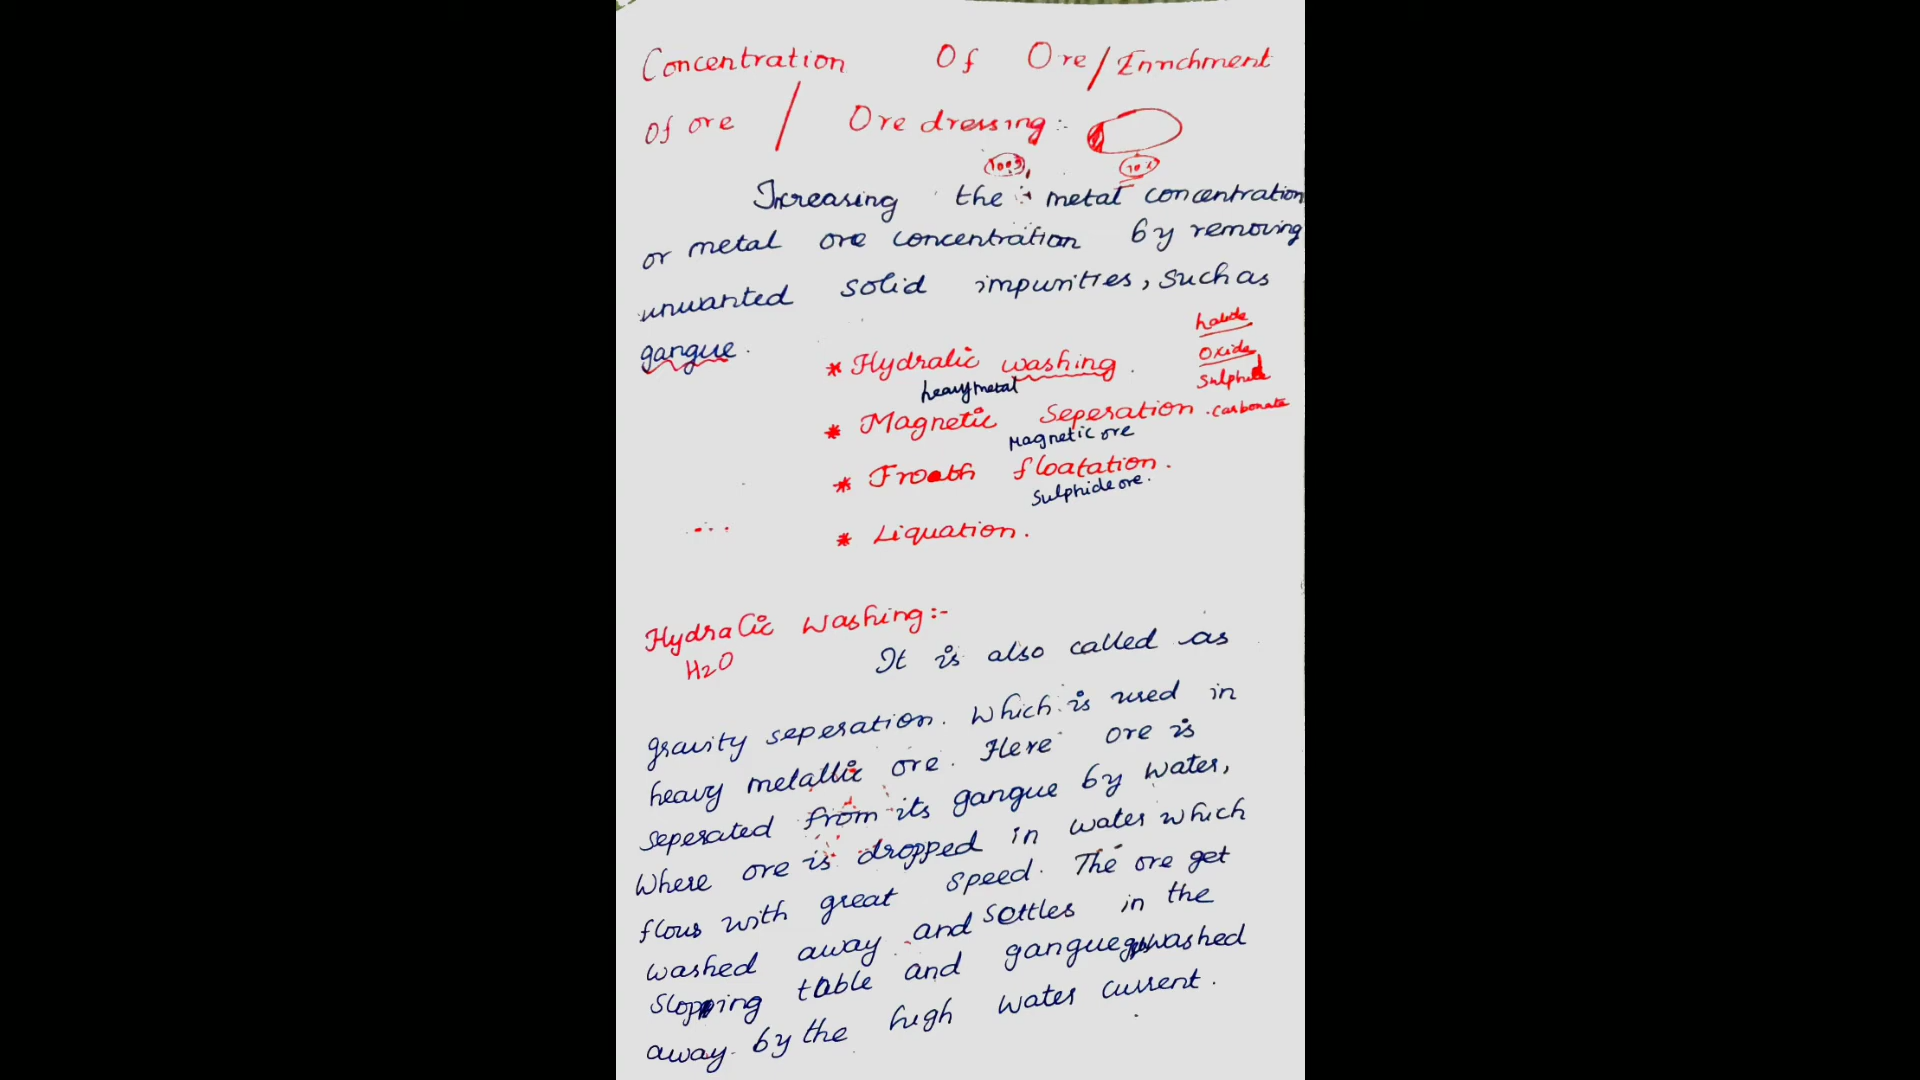 Concentration Of Ore/Enrichment
Of ore / Ore dressing :-
100g 10%
Increasing the metal concentration
or metal ore concentration by removing
unwanted solid impurities, such as
gangue.
halide
oxide
* Hydralic washing.
sulphide
heavy metal
* Magnetic Seperation. carbonate
Magnetic ore
* Froth floatation.
Sulphide ore.
* Liquation.
Hydralic Washing:-
H2O
It is also called as
gravity seperation. Which is used in
heavy metallic ore. Here ore is
seperated from its gangue by water,
Where ore is dropped in water which
flows with great speed. The ore get
washed away and Settles in the
Slopping table and gangue washed
away. by the high water current.